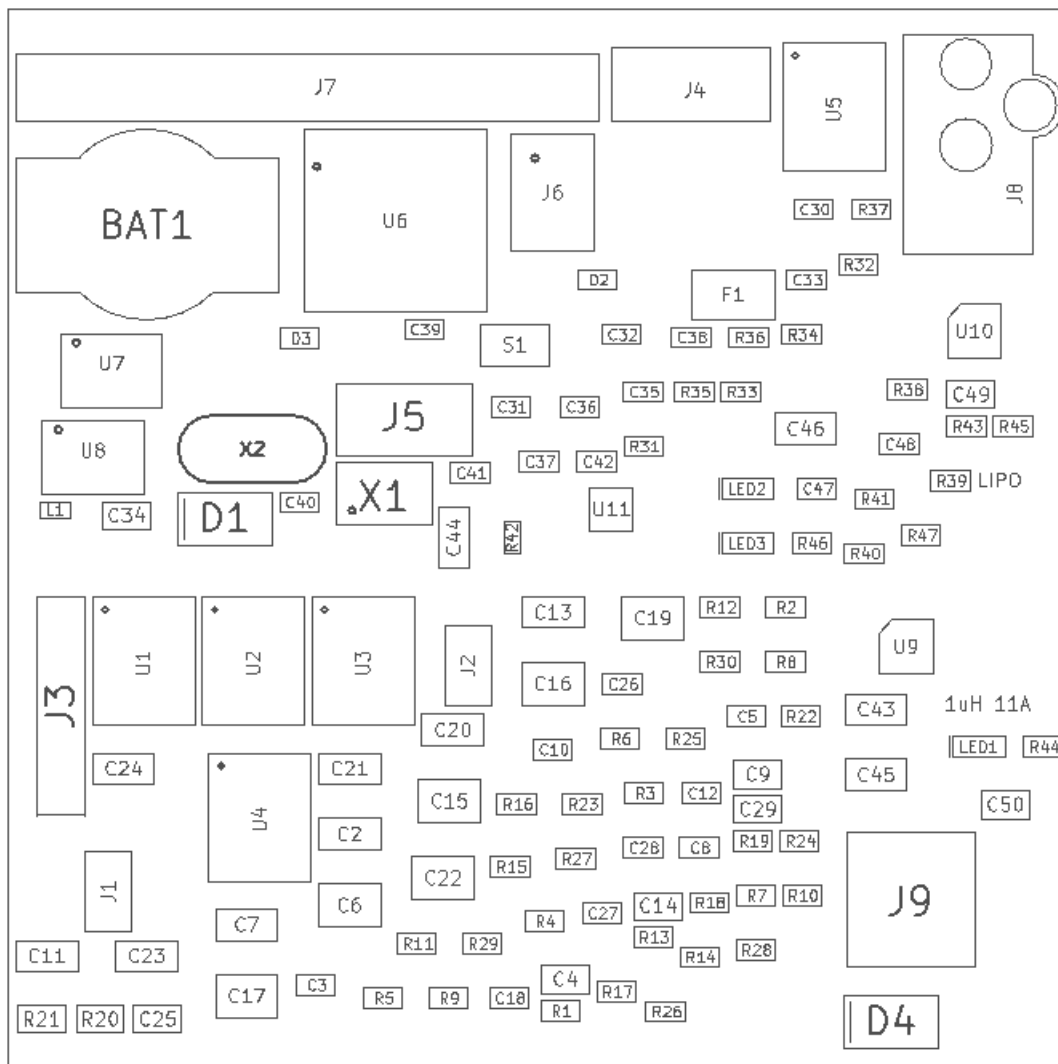 J7
J4
U5
J8
BAT1
U6
J6
C30 R37
R32
D2
F1
C33
D3
C39
S1
C32
C38 R36 R34
U10
U7
J5
C31 C36
C35 R35 R33
R38 C49
C46
R43 R45
U8
X2
C41 C37 C42
R31
C48
L1
C34
D1
C40
X1
C44
R42
U11
LED2 C47
R41
R39 LIPO
LED3 R46
R40
R47
J3
U1
U2
U3
J2
C13
C19
R12 R2
U9
C16
C26
R30 R8
C20
C5 R22
C43
1uH 11A
C10
R6 R25
LED1 R44
C24
U4
C21
C9
C45
C15
R16 R23
R3 C12
C29
C50
C2
C28 C8
R19 R24
J1
C22
R15 R27
J9
C6
C7
R4 C27
C14 R18
R7 R10
C11 C23
R11 R29
R13
R14
R28
C17
C3
R5 R9 C18
C4
R1
R17
R26
R21 R20 C25
D4